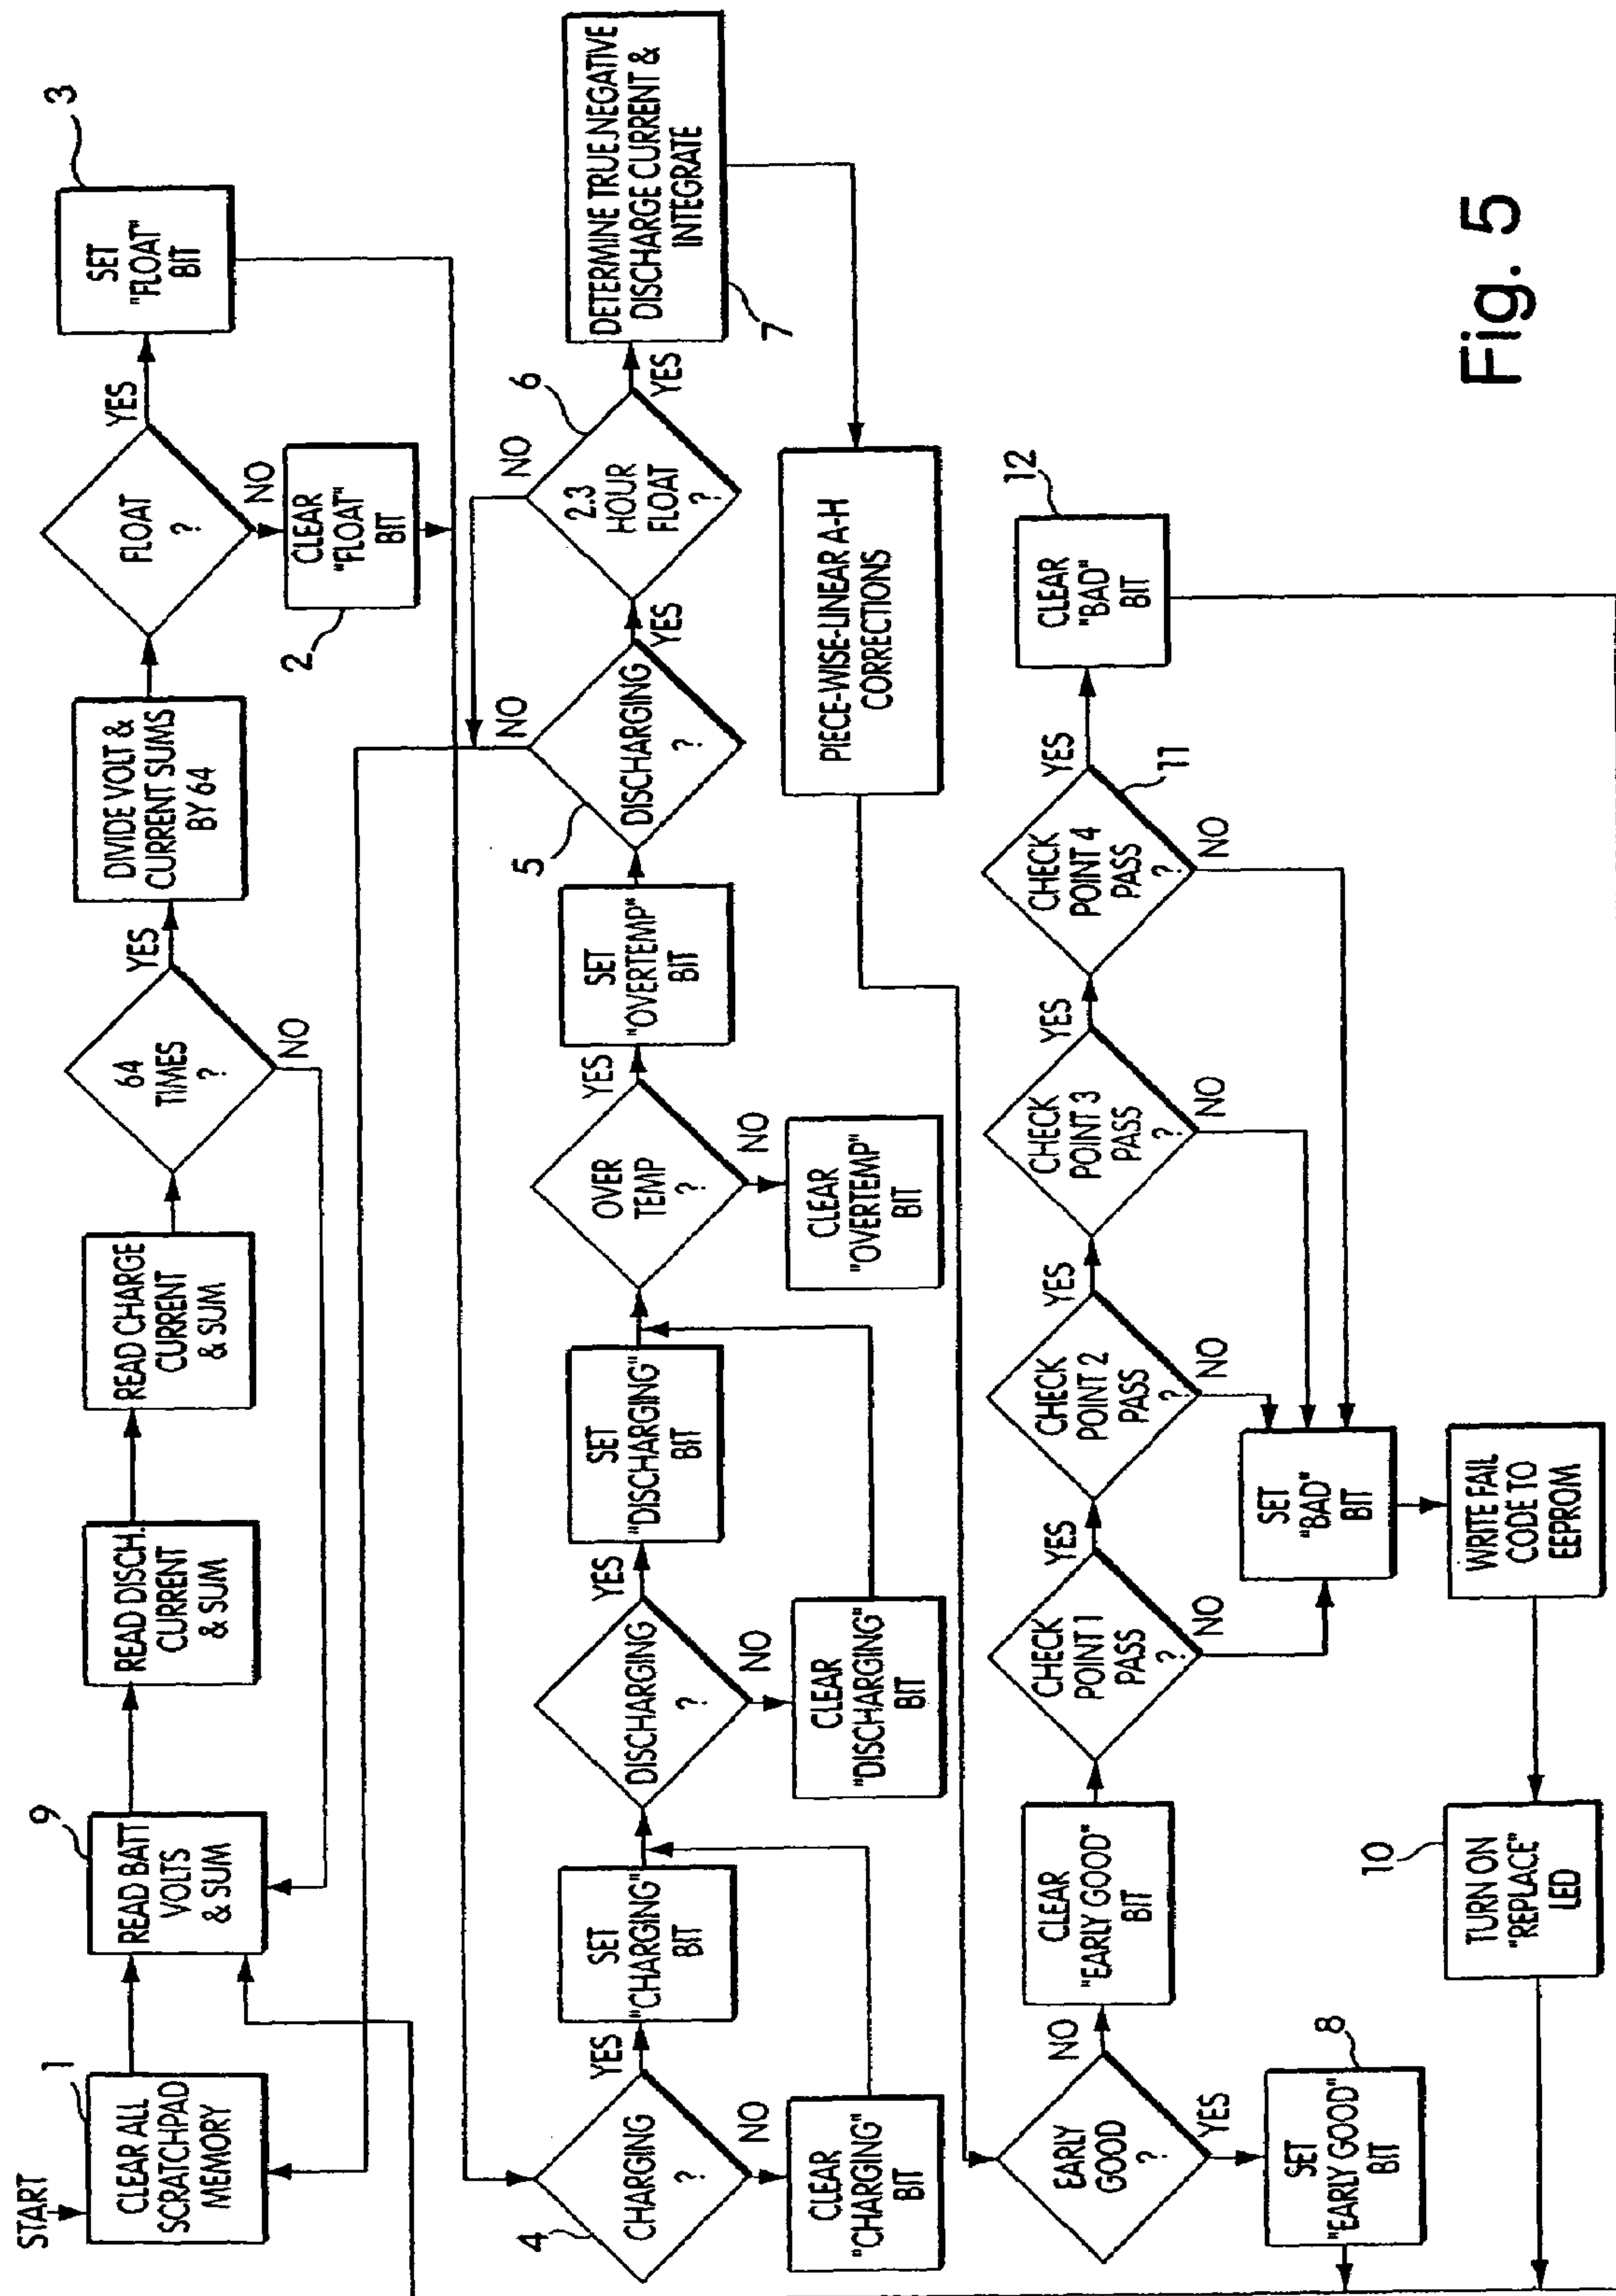 START
1
CLEAR ALL
SCRATCHPAD
MEMORY
9
READ BATT
VOLTS
& SUM
READ DISCH.
CURRENT
& SUM
READ CHARGE
CURRENT
& SUM
64
TIMES
?
YES
NO
DIVIDE VOLT &
CURRENT SUMS
BY 64
FLOAT
?
YES
NO
SET
"FLOAT"
BIT
3
CLEAR
"FLOAT"
BIT
2
4
CHARGING
?
YES
NO
SET
"CHARGING"
BIT
CLEAR
"CHARGING"
BIT
DISCHARGING
?
YES
NO
SET
"DISCHARGING"
BIT
CLEAR
"DISCHARGING"
BIT
OVER
TEMP
?
YES
NO
SET
"OVERTEMP"
BIT
CLEAR
"OVERTEMP"
BIT
5
DISCHARGING
?
NO
YES
6
2.3
HOUR
FLOAT
?
NO
YES
DETERMINE TRUE.NEGATIVE
DISCHARGE CURRENT &
INTEGRATE
7
PIECE-WISE-LINEAR A-H
CORRECTIONS
EARLY
GOOD
?
NO
YES
CLEAR
"EARLY GOOD"
BIT
SET
"EARLY GOOD"
BIT
8
CHECK
POINT 1
PASS
?
YES
NO
CHECK
POINT 2
PASS
?
YES
NO
CHECK
POINT 3
PASS
?
YES
NO
CHECK
POINT 4
PASS
?
YES
NO
11
CLEAR
"BAD"
BIT
12
SET
"BAD"
BIT
WRITE FAIL
CODE TO
EEPROM
10
TURN ON
"REPLACE"
LED
Fig. 5